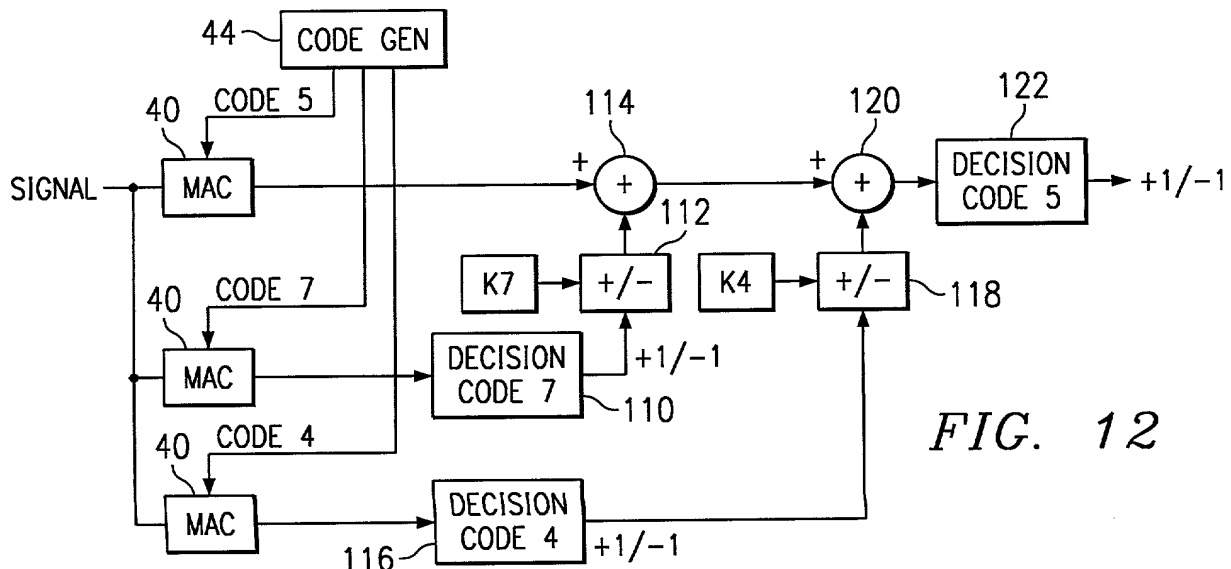 44
CODE GEN
CODE 5
40
114
120
122
SIGNAL
MAC
+
+
+
+
DECISION
CODE 5
+1/-1
112
CODE 7
K7
+/-
K4
+/-
118
40
MAC
DECISION
CODE 7
+1/-1
110
CODE 4
40
MAC
DECISION
CODE 4
116
+1/-1
FIG. 12